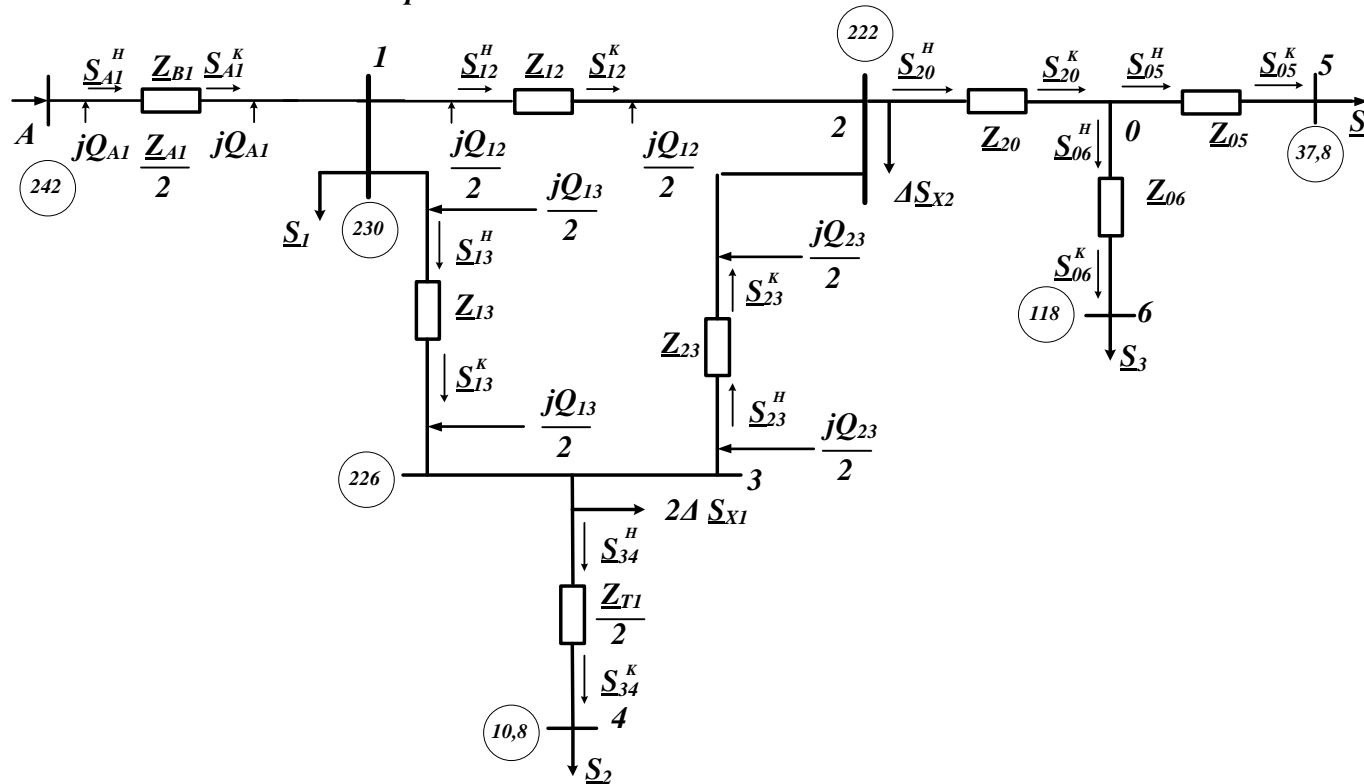 S_A1^H
Z_B1
S_A1^K
1
S_12^H
Z_12
S_12^K
222
S_20^H
S_20^K
S_05^H
S_05^K
5
A
jQ_A1
Z_A1
2
jQ_A1
jQ_12
2
jQ_12
2
2
Z_20
0
Z_05
S
242
S_06^H
37,8
S_1
230
jQ_13
2
ΔS_X2
Z_06
S_13^H
jQ_23
2
Z_13
S_23^K
S_06^K
Z_23
118
6
S_13^K
S_23^H
S_3
jQ_13
2
jQ_23
2
226
3
2Δ S_X1
S_34^H
Z_T1
2
S_34^K
10,8
4
S_2